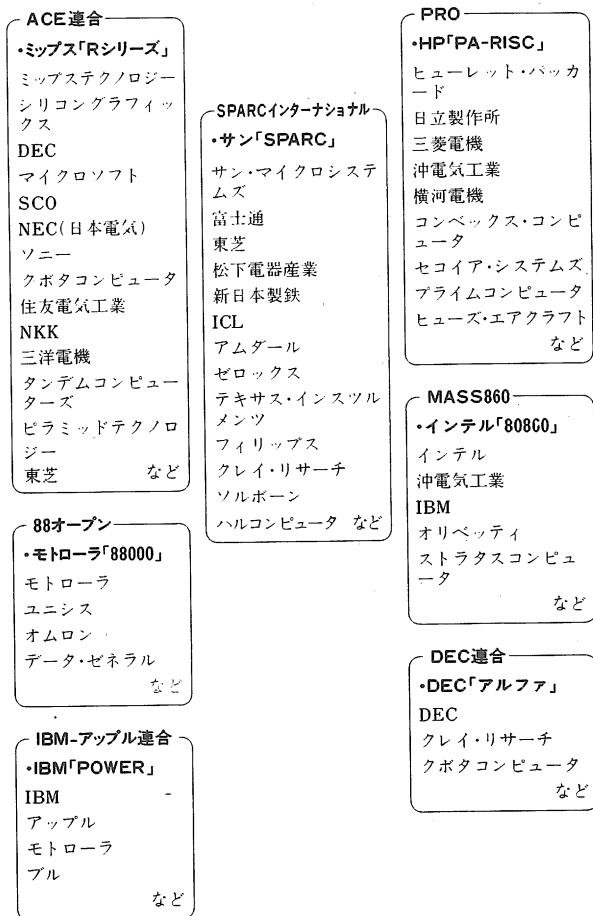 ACE連合
・ミップス「Rシリーズ」
ミップステクノロジー
シリコングラフィッ
クス
DEC
マイクロソフト
SCO
NEC(日本電気)
ソニー
クボタコンピュータ
住友電気工業
NKK
三洋電機
タンデムコンピュー
ターズ
ピラミッドテクノロ
ジー
東芝 など
88オープン
・モトローラ「88000」
モトローラ
ユニシス
オムロン
データ・ゼネラル
など
IBM-アップル連合
・IBM「POWER」
IBM
アップル
モトローラ
ブル
など
SPARCインターナショナル
・サン「SPARC」
サン・マイクロシステ
ムズ
富士通
東芝
松下電器産業
新日本製鉄
ICL
アムダール
ゼロックス
テキサス・インスツル
メンツ
フィリップス
クレイ・リサーチ
ソルボーン
ハルコンピュータ など
PRO
・HP「PA-RISC」
ヒューレット・パッカ
ード
日立製作所
三菱電機
沖電気工業
横河電機
コンベックス・コンピ
ュータ
セコイア・システムズ
プライムコンピュータ
ヒューズ・エアクラフト
など
MASS860
・インテル「80860」
インテル
沖電気工業
IBM
オリベッティ
ストラタスコンピュ
ータ
など
DEC連合
・DEC「アルファ」
DEC
クレイ・リサーチ
クボタコンピュータ
など